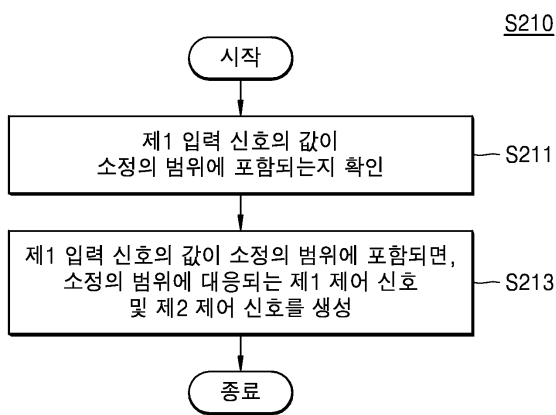 S210
시작
제1 입력 신호의 값이
소정의 범위에 포함되는지 확인
S211
제1 입력 신호의 값이 소정의 범위에 포함되면,
소정의 범위에 대응되는 제1 제어 신호
및 제2 제어 신호를 생성
S213
종료